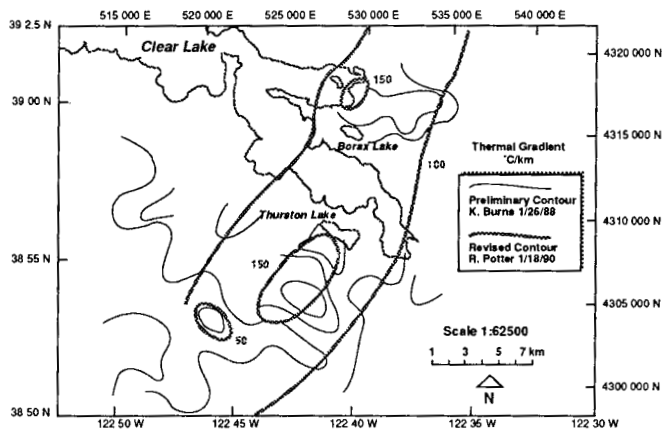 515 000 E 520 000 E 525 000 E 530 000 E 535 000 E 540 000 E
39 2.5 N
Clear Lake
4320 000 N
150
39 00 N
4315 000 N
Borax Lake
Thermal Gradient
°C/km
100
Preliminary Contour
K. Burns 1/26/88
Thurston Lake
4310 000 N
Revised Contour
R. Potter 1/18/90
38 55 N
150
4305 000 N
50
Scale 1:62500
1 3 4 5 7 km
4300 000 N
N
38 50 N
122 50 W 122 45 W 122 40 W 122 35 W 122 30 W